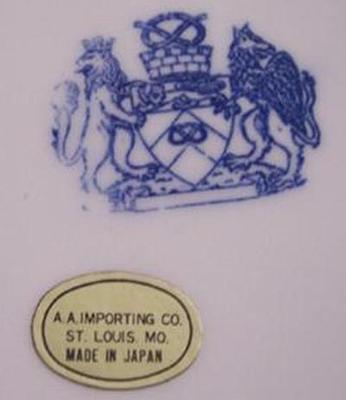 A.A.IMPORTING CO.
ST. LOUIS. MO.
MADE IN JAPAN